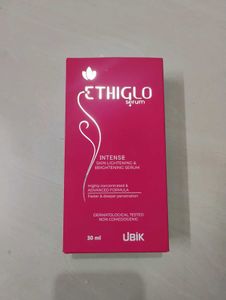 ETHIGLO
serum
INTENSE
SKIN LIGHTENING &
BRIGHTENING SERUM
Highly concentrated &
ADVANCED FORMULA
Faster & deeper penetration
DERMATOLOGICAL TESTED
NON COMEDOGENIC
30 ml
UBIK